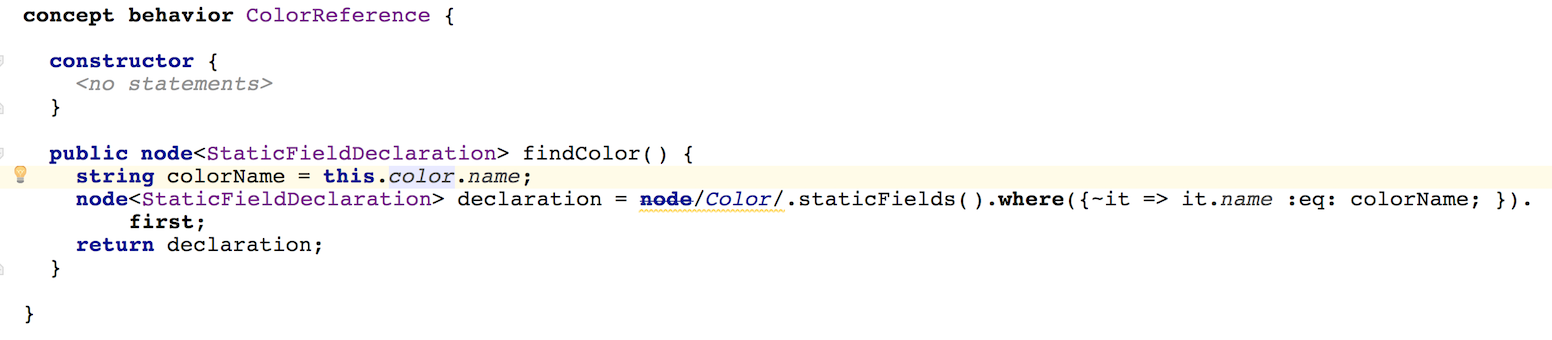 concept behavior ColorReference {
constructor {
<no statements>
}
public node<StaticFieldDeclaration> findColor() {
string colorName = this.color.name;
node<StaticFieldDeclaration> declaration = node/Color/.staticFields().where({~it => it.name :eq: colorName; }).
first;
return declaration;
}
}